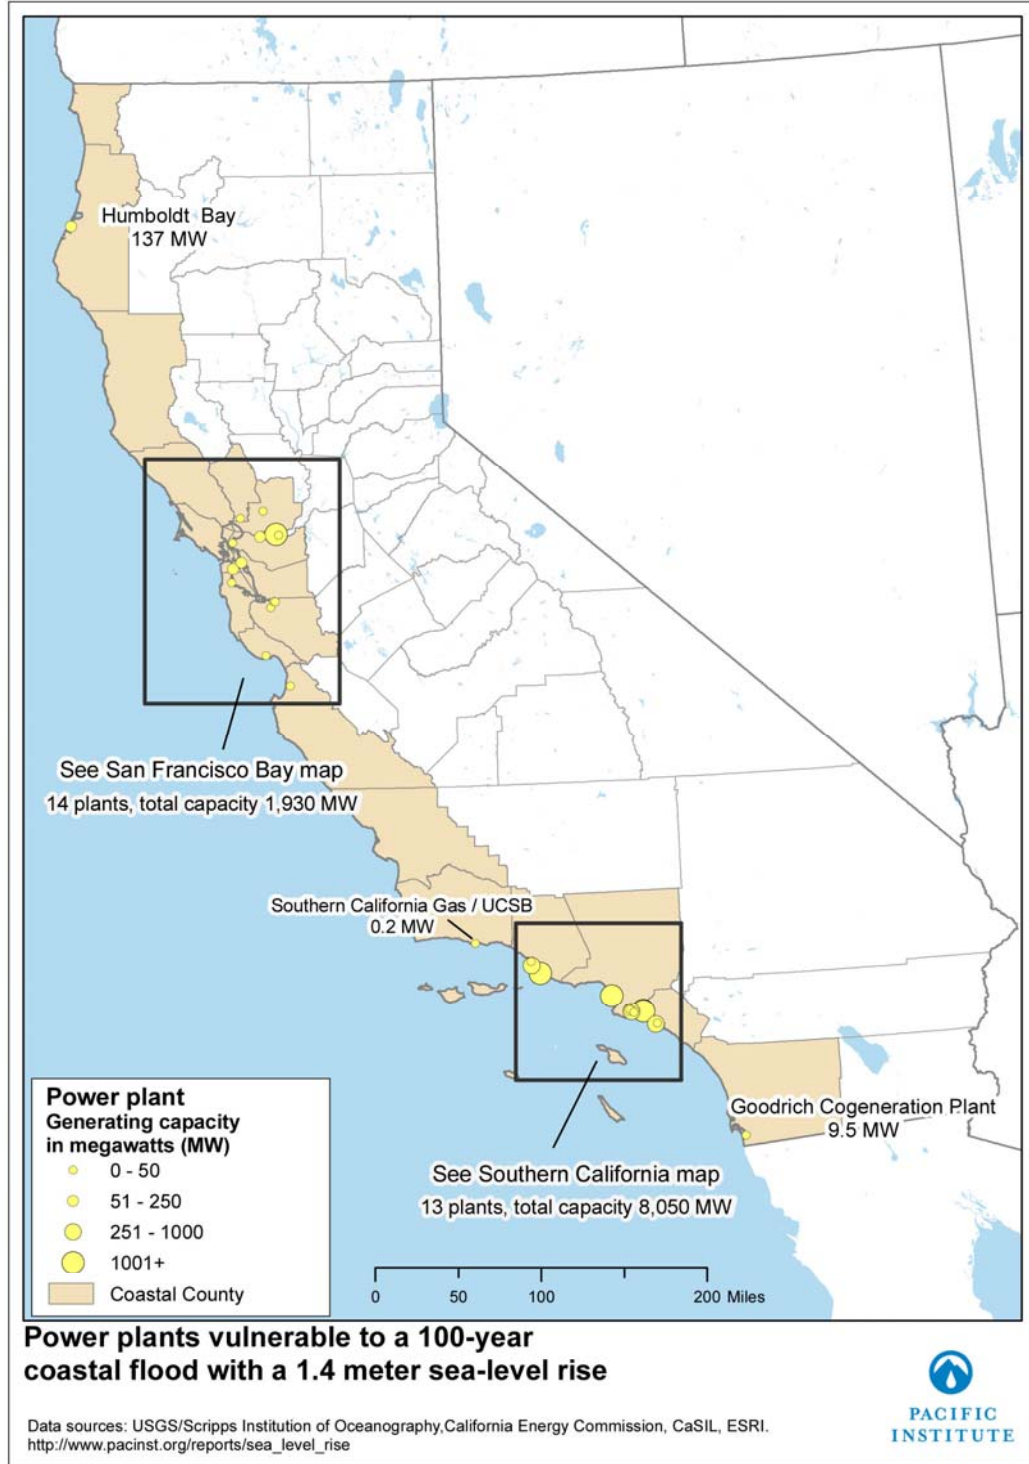 Humboldt Bay
137 MW
See San Francisco Bay map
14 plants, total capacity 1,930 MW
Southern California Gas / UCSB
0.2 MW
Goodrich Cogeneration Plant
9.5 MW
See Southern California map
13 plants, total capacity 8,050 MW
Power plant
Generating capacity
in megawatts (MW)
0 - 50
51 - 250
251 - 1000
1001+
Coastal County
0 50 100 200 Miles
Power plants vulnerable to a 100-year
coastal flood with a 1.4 meter sea-level rise
Data sources: USGS/Scripps Institution of Oceanography,California Energy Commission, CaSIL, ESRI.
http://www.pacinst.org/reports/sea_level_rise
PACIFIC
INSTITUTE